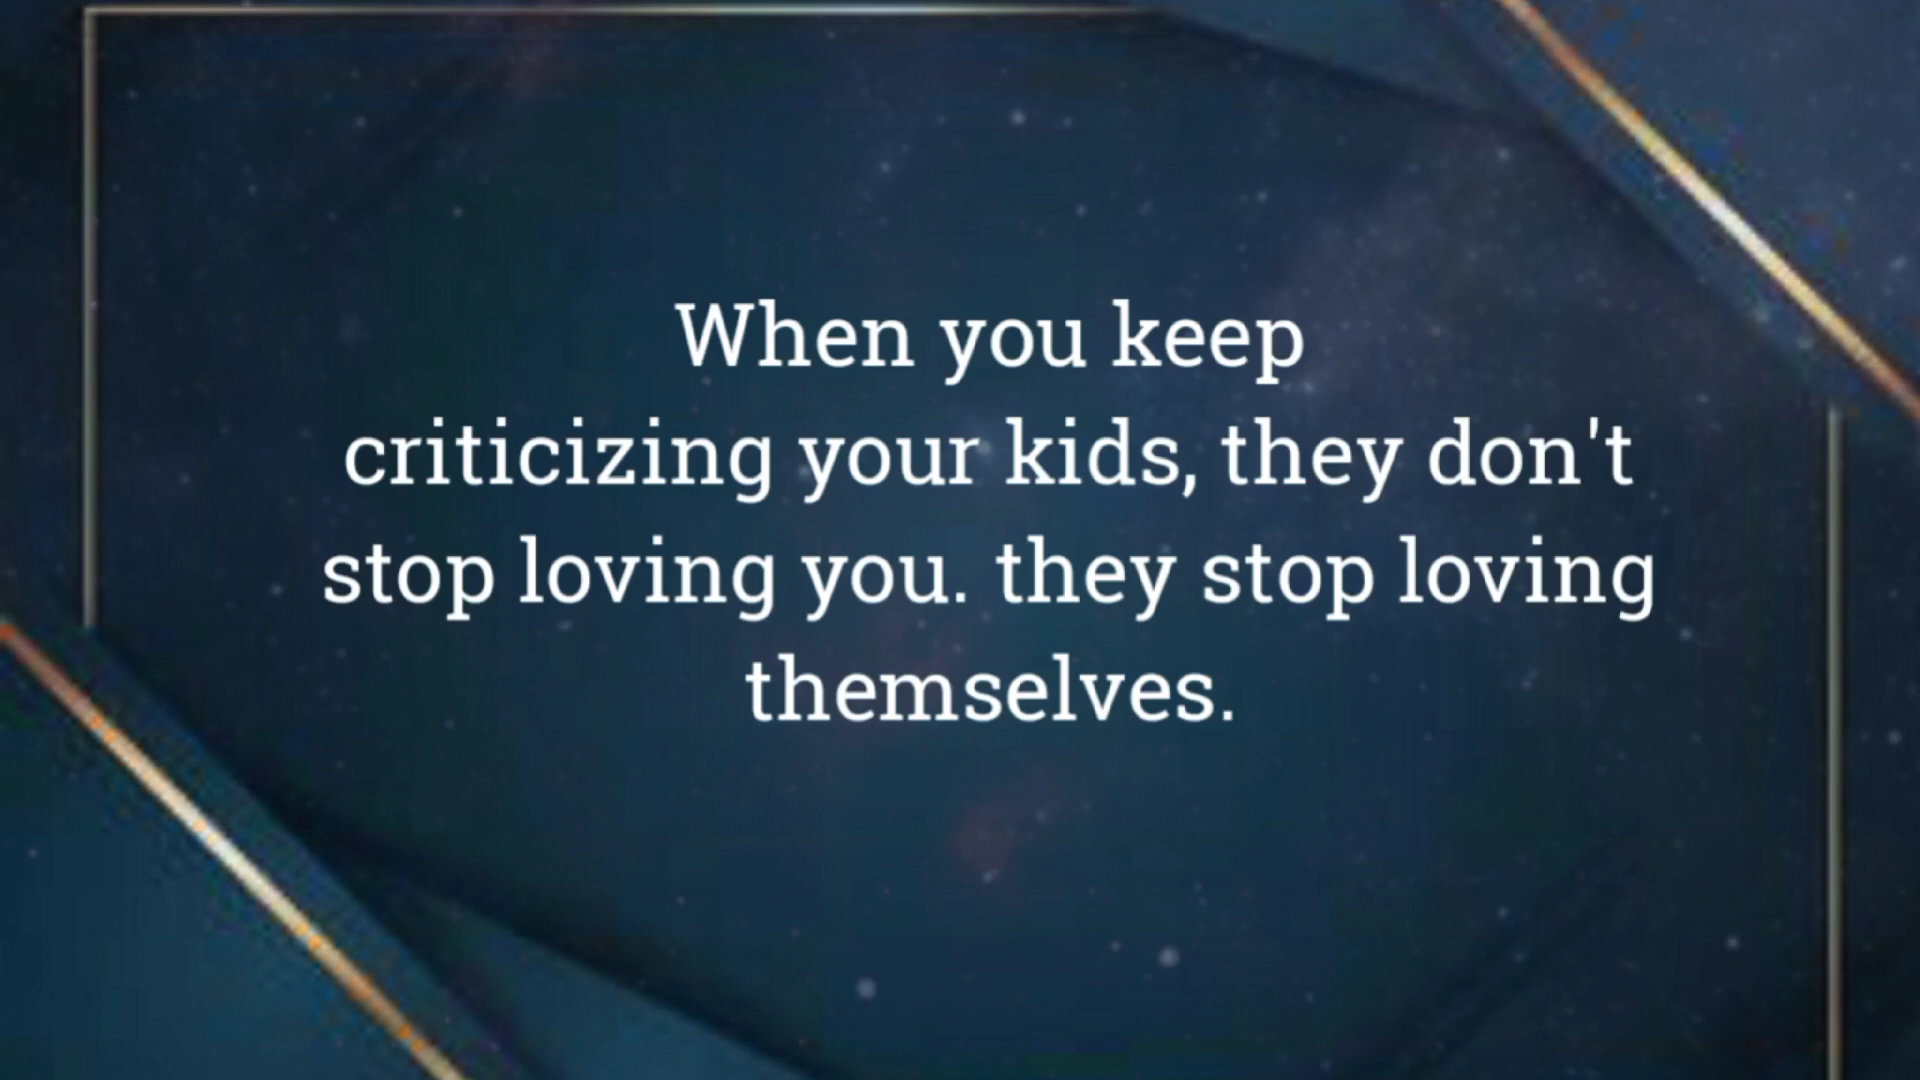 When you keep
criticizing your kids, they don't
stop loving you. they stop loving
themselves.